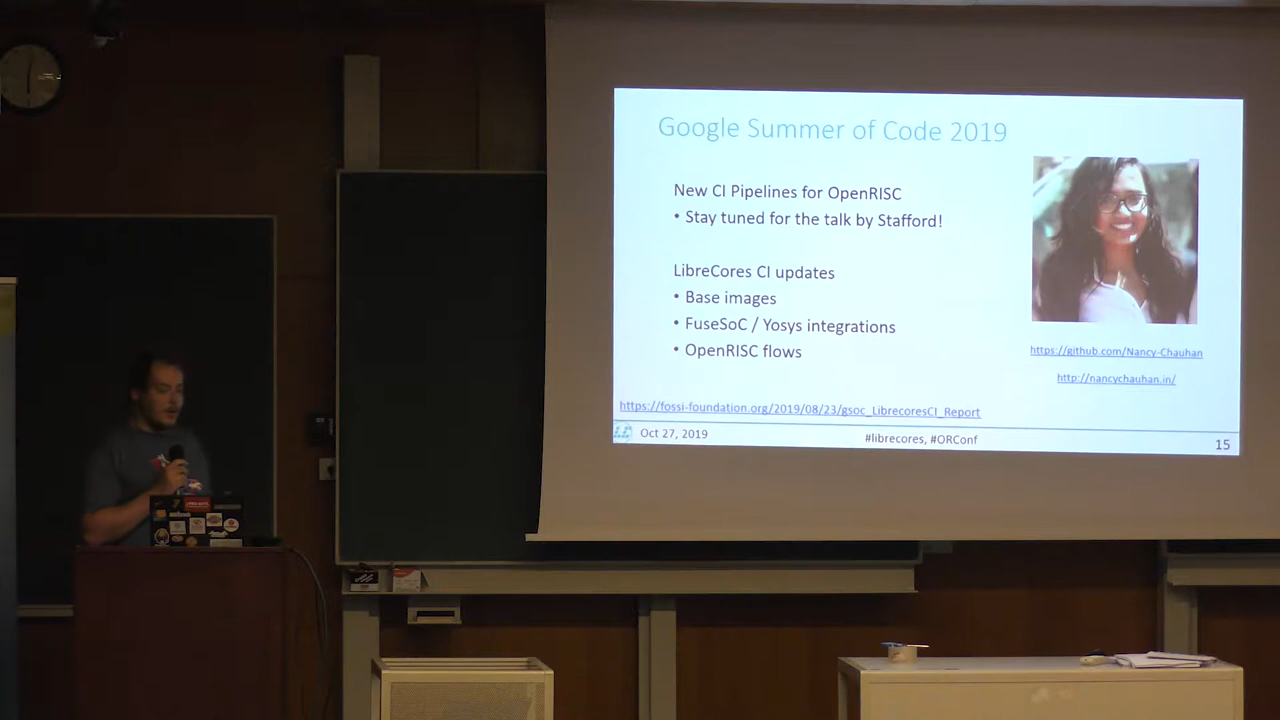 Google Summer of Code 2019
New CI Pipelines for OpenRISC
• Stay tuned for the talk by Stafford!
LibreCores CI updates
• Base images
• FuseSoC / Yosys integrations
• OpenRISC flows
https://github.com/Nancy-Chauhan
http://nancychauhan.in/
https://fossi-foundation.org/2019/08/23/gsoc_LibrecoresCI_Report
Oct 27, 2019
#librecores, #ORConf
15